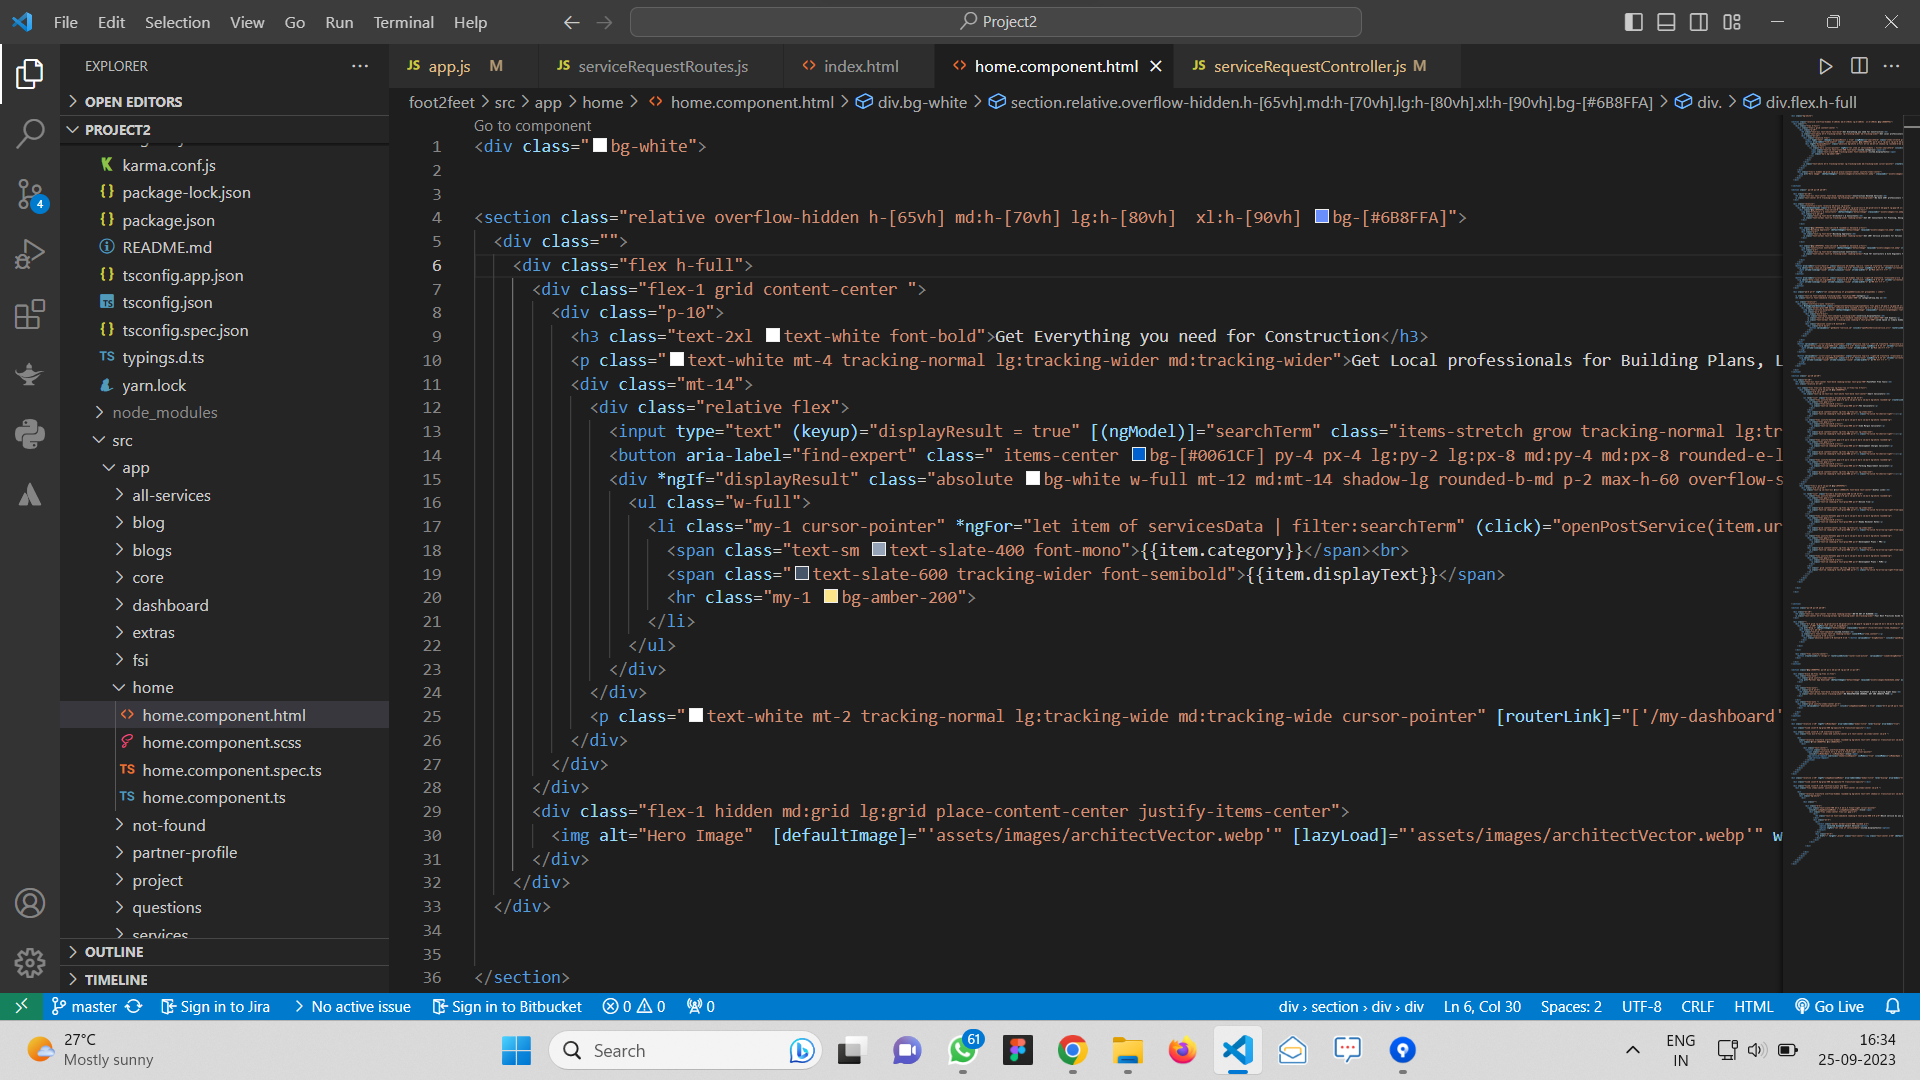 File Edit Selection View Go Run Terminal Help
Project2
EXPLORER
OPEN EDITORS
PROJECT2
karma.conf.js
package-lock.json
package.json
README.md
tsconfig.app.json
tsconfig.json
tsconfig.spec.json
typings.d.ts
yarn.lock
node_modules
src
app
all-services
blog
blogs
core
dashboard
extras
fsi
home
home.component.html
home.component.scss
home.component.spec.ts
home.component.ts
not-found
partner-profile
project
questions
services
OUTLINE
TIMELINE
4
JS app.js M
JS serviceRequestRoutes.js
index.html
home.component.html
JS serviceRequestController.js M
foot2feet > src > app > home > home.component.html > div.bg-white > section.relative.overflow-hidden.h-[65vh].md:h-[70vh].lg:h-[80vh].xl:h-[90vh].bg-[#6B8FFA] > div. > div.flex.h-full
Go to component
1 <div class="bg-white">
2
3
4 <section class="relative overflow-hidden h-[65vh] md:h-[70vh] lg:h-[80vh]  xl:h-[90vh] bg-[#6B8FFA]">
5 <div class="">
6 <div class="flex h-full">
7 <div class="flex-1 grid content-center ">
8 <div class="p-10">
9 <h3 class="text-2xl text-white font-bold">Get Everything you need for Construction</h3>
10 <p class="text-white mt-4 tracking-normal lg:tracking-wider md:tracking-wider">Get Local professionals for Building Plans, L
11 <div class="mt-14">
12 <div class="relative flex">
13 <input type="text" (keyup)="displayResult = true" [(ngModel)]="searchTerm" class="items-stretch grow tracking-normal lg:tr
14 <button aria-label="find-expert" class=" items-center bg-[#0061CF] py-4 px-4 lg:py-2 lg:px-8 md:py-4 md:px-8 rounded-e-l
15 <div *ngIf="displayResult" class="absolute bg-white w-full mt-12 md:mt-14 shadow-lg rounded-b-md p-2 max-h-60 overflow-s
16 <ul class="w-full">
17 <li class="my-1 cursor-pointer" *ngFor="let item of servicesData | filter:searchTerm" (click)="openPostService(item.ur
18 <span class="text-sm text-slate-400 font-mono">{{item.category}}</span><br>
19 <span class="text-slate-600 tracking-wider font-semibold">{{item.displayText}}</span>
20 <hr class="my-1 bg-amber-200">
21 </li>
22 </ul>
23 </div>
24 </div>
25 <p class="text-white mt-2 tracking-normal lg:tracking-wide md:tracking-wide cursor-pointer" [routerLink]="['/my-dashboard'
26 </div>
27 </div>
28 </div>
29 <div class="flex-1 hidden md:grid lg:grid place-content-center justify-items-center">
30 <img alt="Hero Image"  [defaultImage]="'assets/images/architectVector.webp'" [lazyLoad]="'assets/images/architectVector.webp'" w
31 </div>
32 </div>
33 </div>
34
35
36 </section>
master Sign in to Jira No active issue Sign in to Bitbucket 0 0 0
div › section › div › div Ln 6, Col 30 Spaces: 2 UTF-8 CRLF HTML Go Live
27°C
Mostly sunny
Search
61
ENG
IN
16:34
25-09-2023